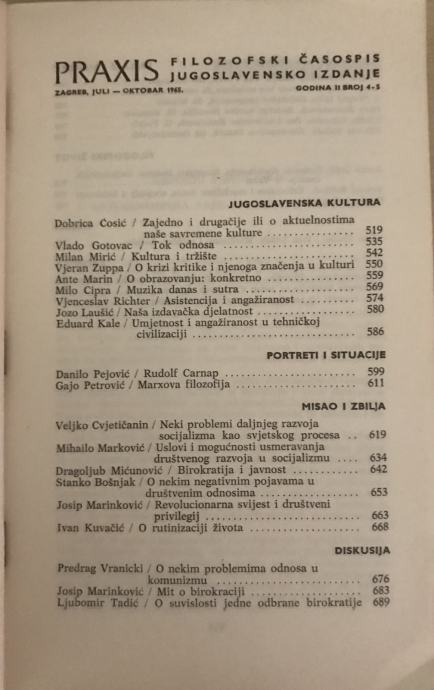 PRAXIS FILOZOFSKI ČASOPIS
JUGOSLAVENSKO IZDANJE
ZAGREB, JULI — OKTOBAR 1965. GODINA II BROJ 4-5
JUGOSLAVENSKA KULTURA
Dobrica Ćosić / Zajedno i drugačije ili o aktuelnostima
naše savremene kulture ................ 519
Vlado Gotovac / Tok odnosa ...................... 535
Milan Mirić / Kultura i tržište ..................... 542
Vjeran Zuppa / O krizi kritike i njenoga značenja u kulturi 550
Ante Marin / O obrazovanju: konkretno .............. 559
Milo Cipra / Muzika danas i sutra .................. 569
Vjenceslav Richter / Asistencija i angažiranost ......... 574
Jozo Laušić / Naša izdavačka djelatnost .............. 580
Eduard Kale / Umjetnost i angažiranost u tehničkoj
civilizaciji ............................ 586
PORTRETI I SITUACIJE
Danilo Pejović / Rudolf Carnap ..................... 599
Gajo Petrović / Marxova filozofija ................... 611
MISAO I ZBILJA
Veljko Cvjetičanin / Neki problemi daljnjeg razvoja
socijalizma kao svjetskog procesa .. 619
Mihailo Marković / Uslovi i mogućnosti usmeravanja
društvenog razvoja u socijalizmu .... 634
Dragoljub Mićunović / Birokratija i javnost ........... 642
Stanko Bošnjak / O nekim negativnim pojavama u
društvenim odnosima ................ 653
Josip Marinković / Revolucionarna svijest i društveni
privilegij ......................... 663
Ivan Kuvačić / O rutinizaciji života ................. 668
DISKUSIJA
Predrag Vranicki / O nekim problemima odnosa u
komunizmu ......................... 676
Josip Marinković / Mit o birokraciji .................. 683
Ljubomir Tadić / O suvislosti jedne odbrane birokratije 689